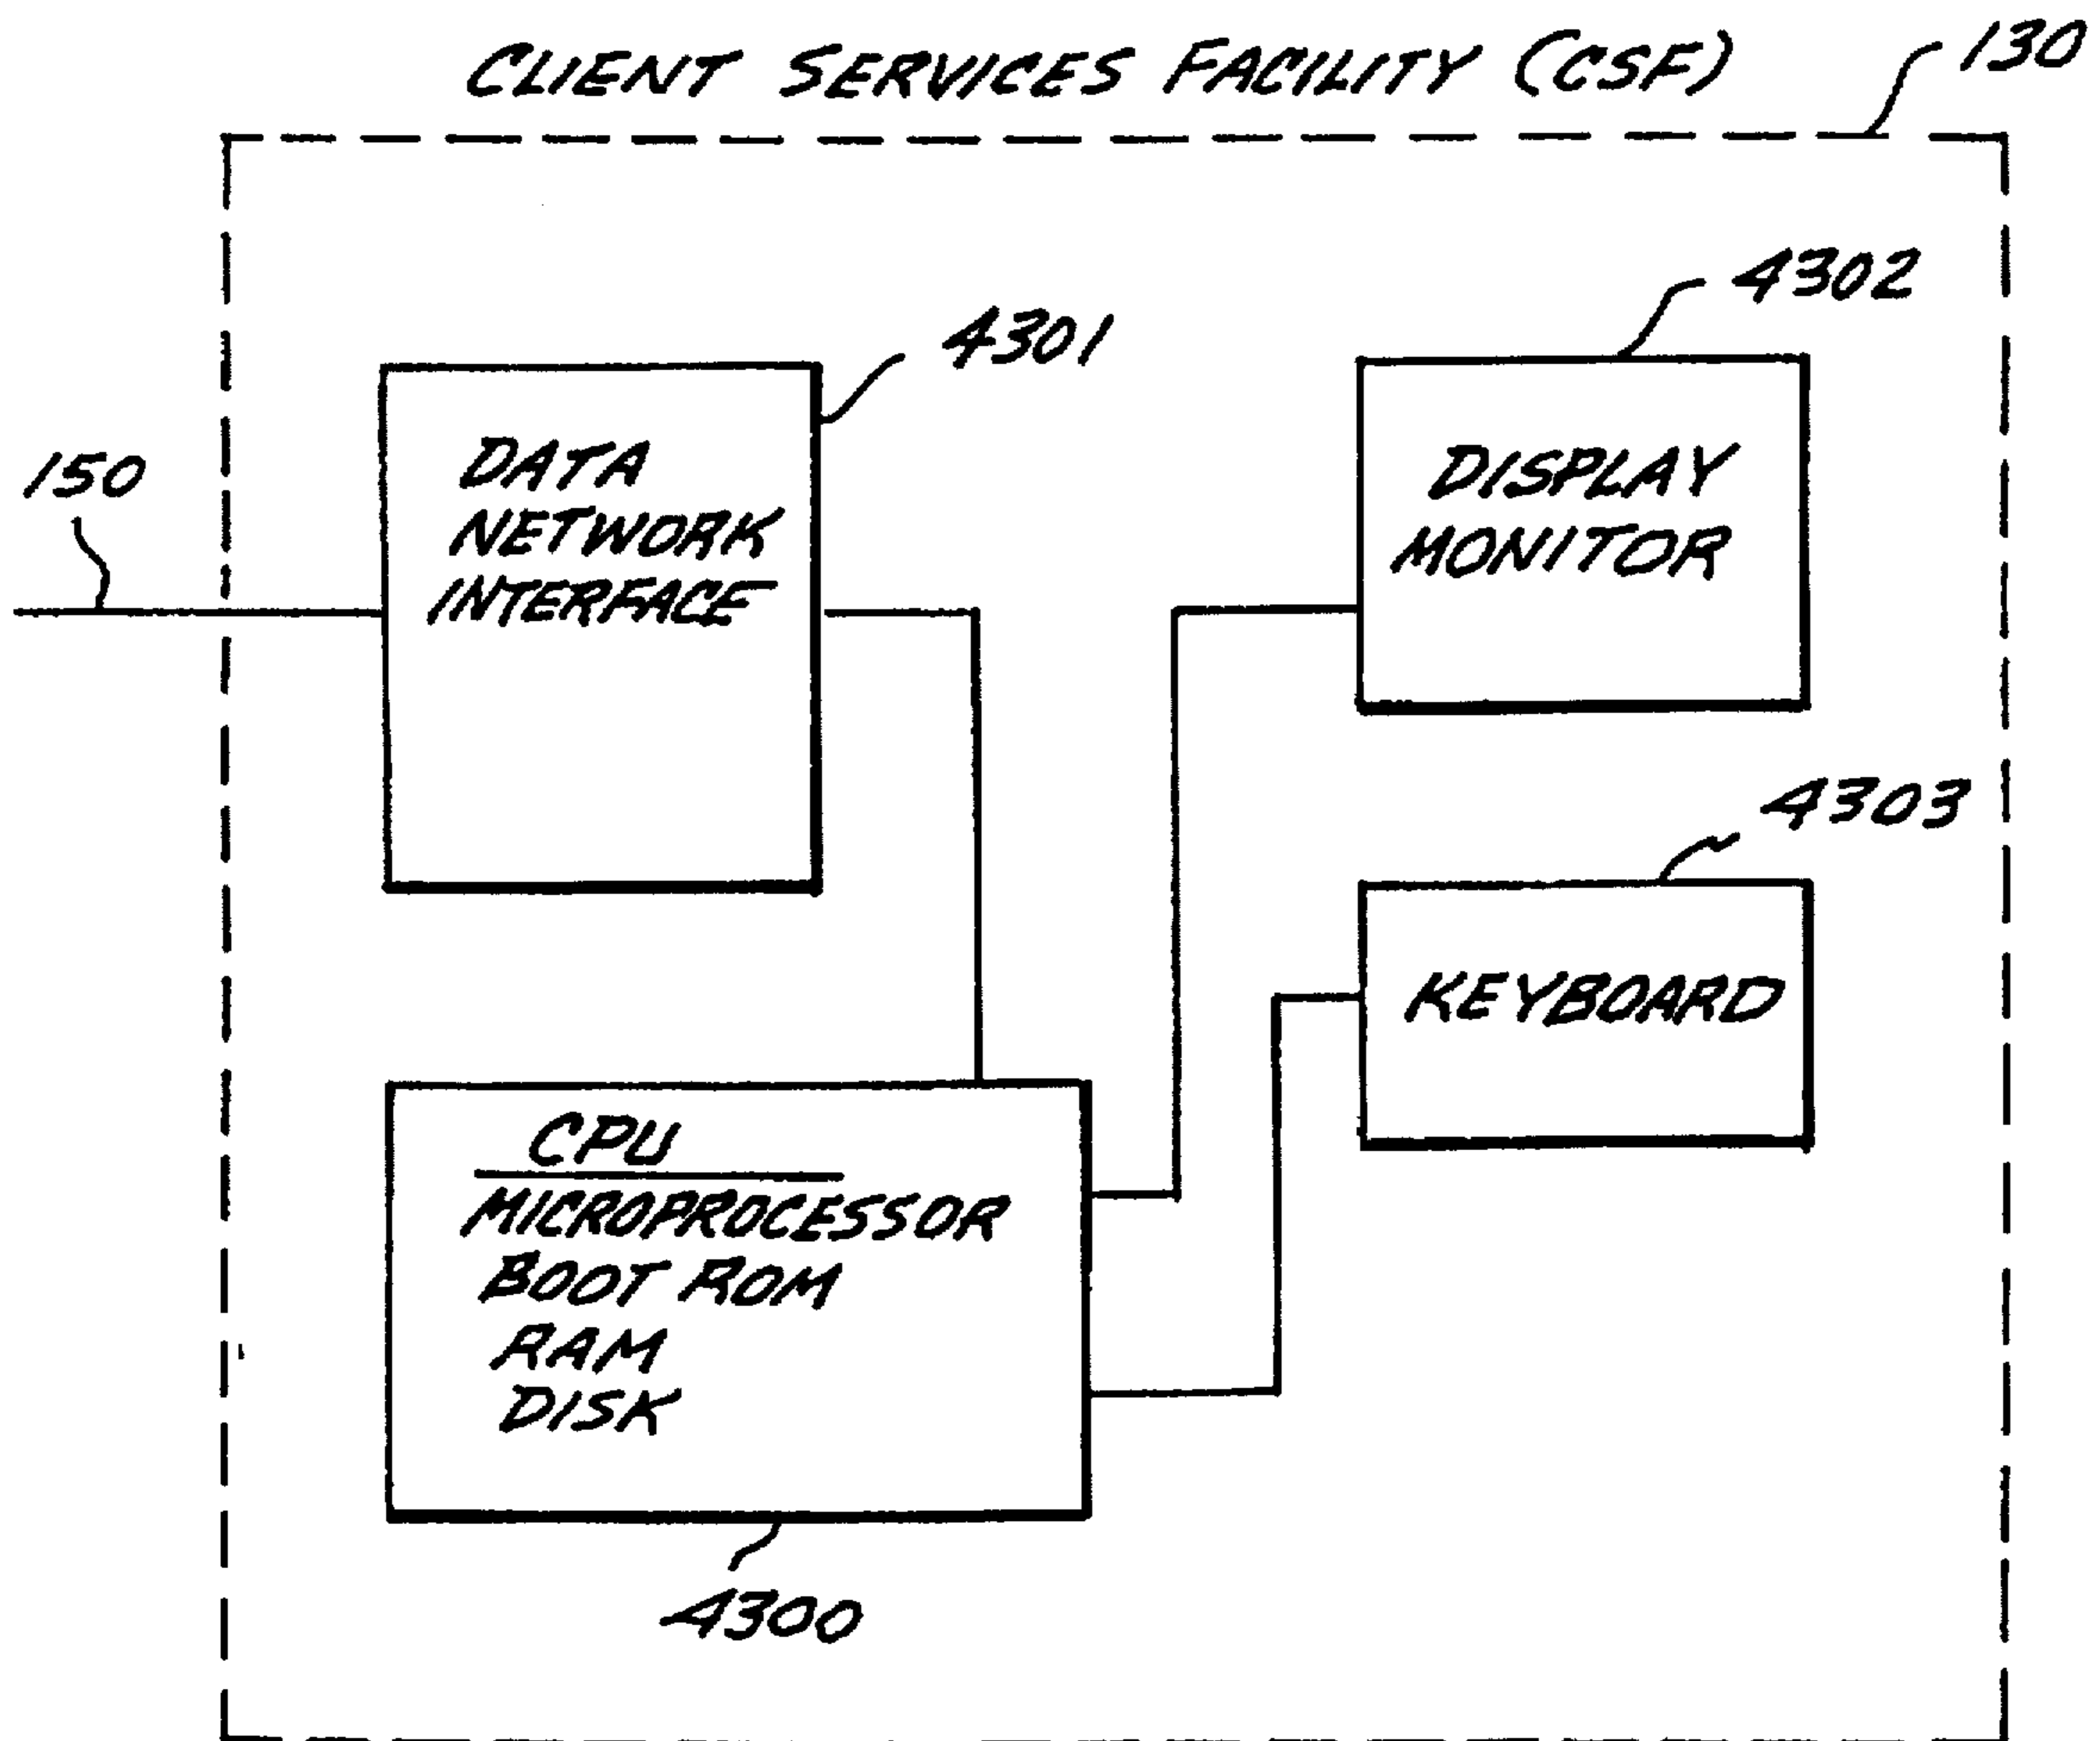 CLIENT SERVICES FACILITY (CSF)
130
4302
4301
DATA
NETWORK
INTERFACE
150
DISPLAY
MONITOR
4303
KEYBOARD
CPU
MICROPROCESSOR
BOOT ROM
RAM
DISK
4300